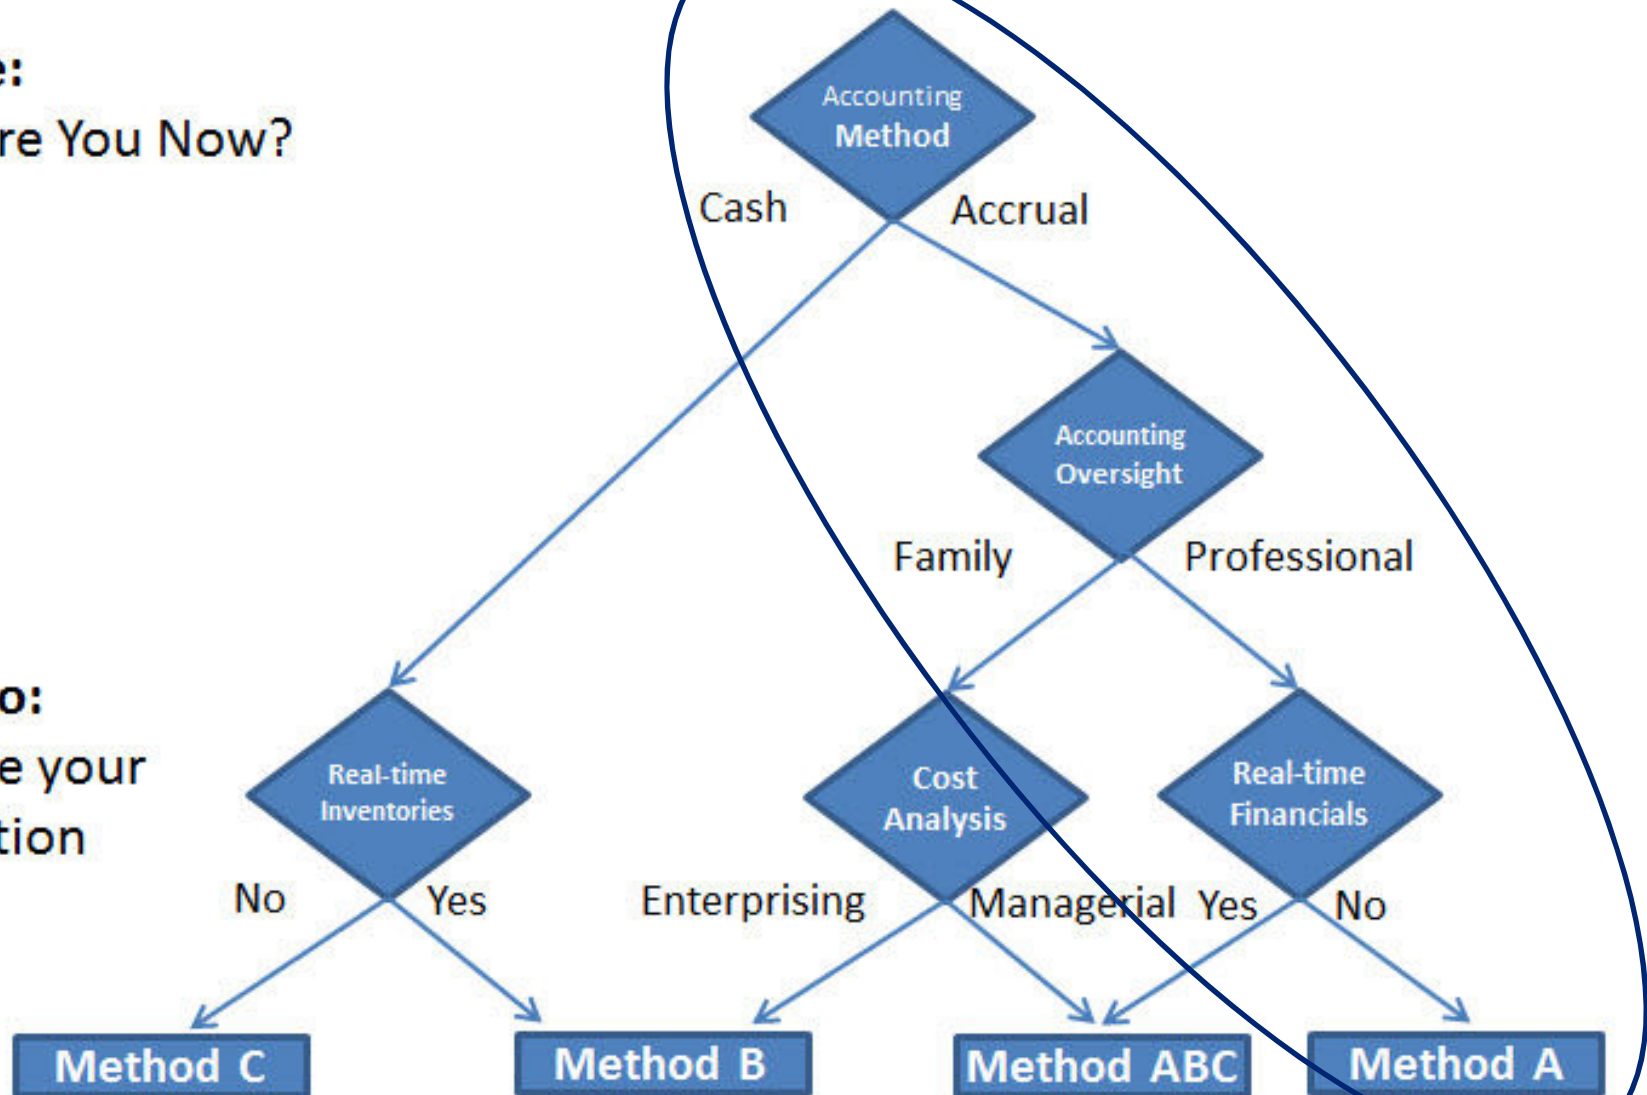 e:
re You Now?
Accounting
Method
Cash
Accrual
Accounting
Oversight
Family
Professional
o:
e your
tion
Real-time
Inventories
Cost
Analysis
Real-time
Financials
No
Yes
Enterprising
Managerial
Yes
No
Method C
Method B
Method ABC
Method A